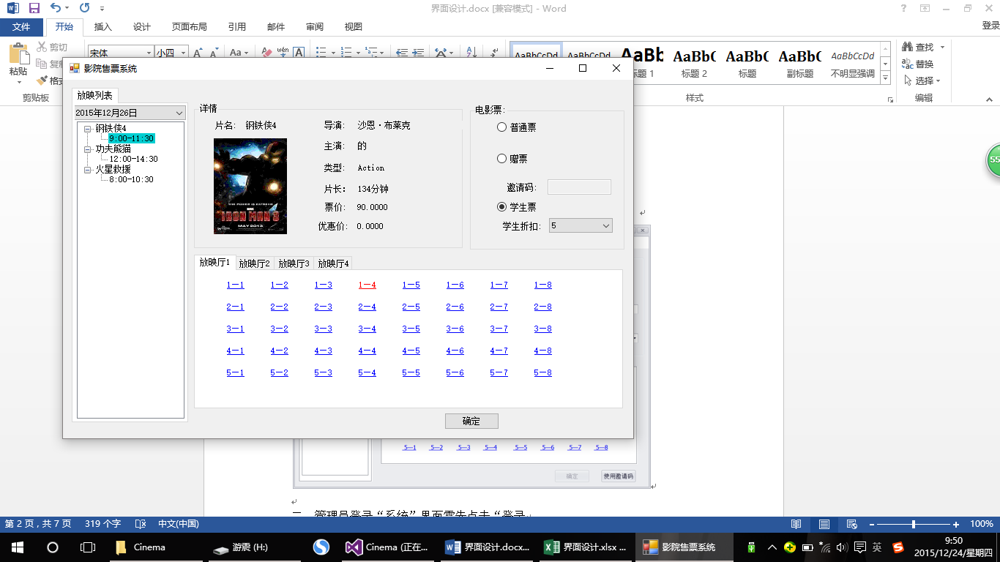 界面设计.docx [兼容模式] - Word
文件 开始 插入 设计 页面布局 引用 邮件 审阅 视图 登录
粘贴 剪切
宋体 小四 Aa wén A AaBbCcDd AaBbCcDd AaBb AaBbC AaBbC AaBbC AaBbCcDd
标题 1 标题 2 标题 副标题 不明显强调
查找
替换
选择
剪贴板 样式 编辑
影院售票系统
放映列表
2015年12月26日
钢铁侠4
9:00-11:30
功夫熊猫
12:00-14:30
火星救援
8:00-10:30
详情
片名: 钢铁侠4
IRON MAN 3
MAY 2013
导演: 沙恩·布莱克
主演: 的
类型: Action
片长: 134分钟
票价: 90.0000
优惠价: 0.0000
电影票:
普通票
赠票
邀请码:
学生票
学生折扣: 5
放映厅1 放映厅2 放映厅3 放映厅4
1—1 1—2 1—3 1—4 1—5 1—6 1—7 1—8
2—1 2—2 2—3 2—4 2—5 2—6 2—7 2—8
3—1 3—2 3—3 3—4 3—5 3—6 3—7 3—8
4—1 4—2 4—3 4—4 4—5 4—6 4—7 4—8
5—1 5—2 5—3 5—4 5—5 5—6 5—7 5—8
确定
55
5—1 5—2 5—3 5—4 5—5 5—6 5—7 5—8
确定 使用邀请码
管理员登录“系统”界面需先点击“登录
第 2 页，共 7 页 319 个字 中文(中国) 100%
Cinema 游震 (H:) Cinema (正在... 界面设计.docx... 界面设计.xlsx ... 影院售票系统 英
9:50
2015/12/24/星期四